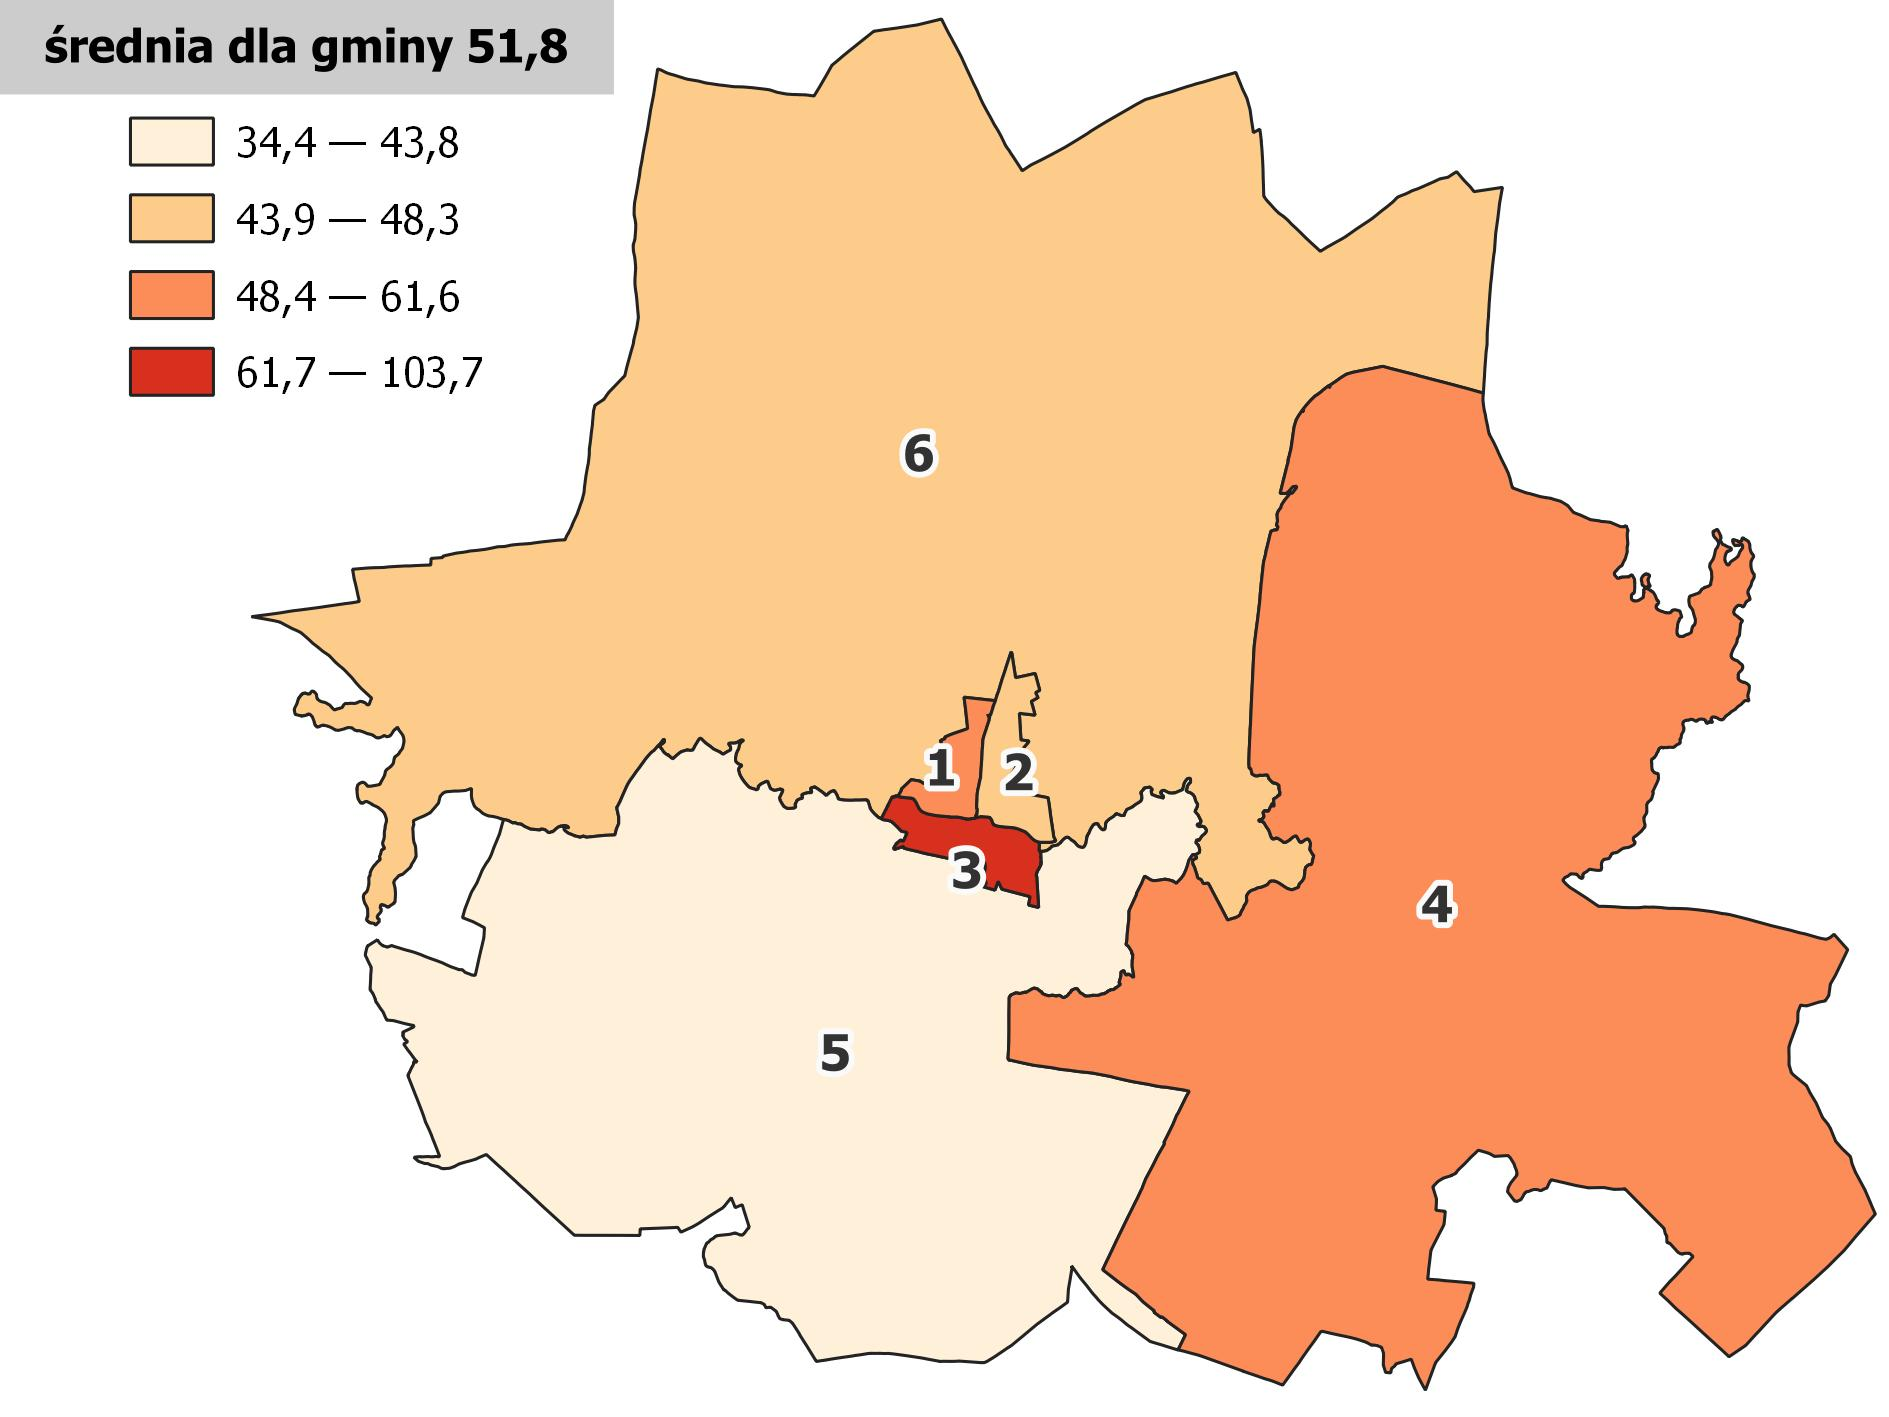 średnia dla gminy 51,8
34,4 — 43,8
43,9 — 48,3
48,4 — 61,6
61,7 — 103,7
6
1
2
3
4
5